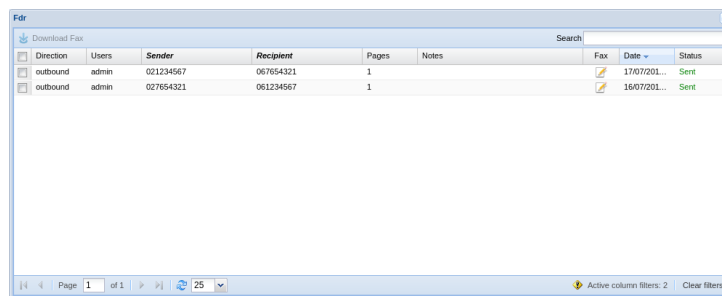 Fdr
Download Fax Search
Direction Users Sender Recipient Pages Notes Fax Date Status
outbound admin 021234567 067654321 1 17/07/201... Sent
outbound admin 027654321 061234567 1 16/07/201... Sent
Page 1 of 1 25 Active column filters: 2 Clear filters